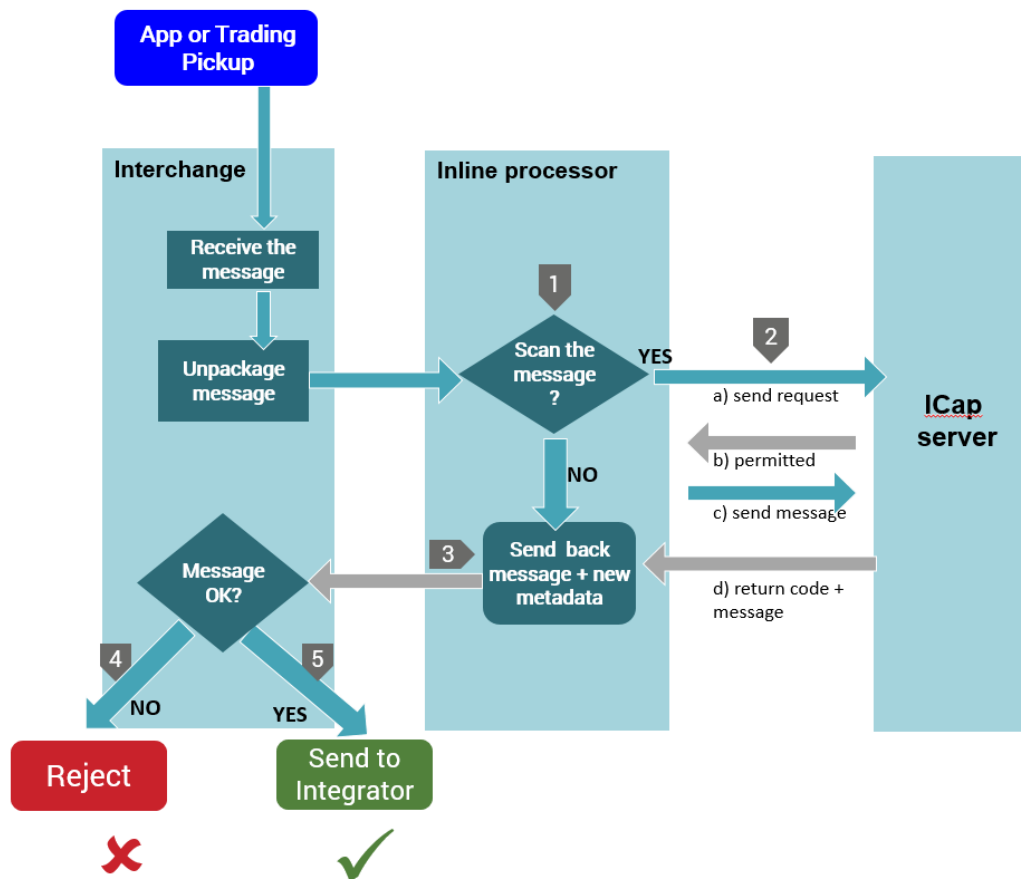 App or Trading
Pickup
Interchange
Inline processor
Receive the
message
1
Scan the
message
?
YES
2
Unpackage
message
a) send request
ICap
server
b) permitted
NO
c) send message
3
Send back
message + new
metadata
Message
OK?
d) return code +
message
4
5
NO
YES
Reject
Send to
Integrator